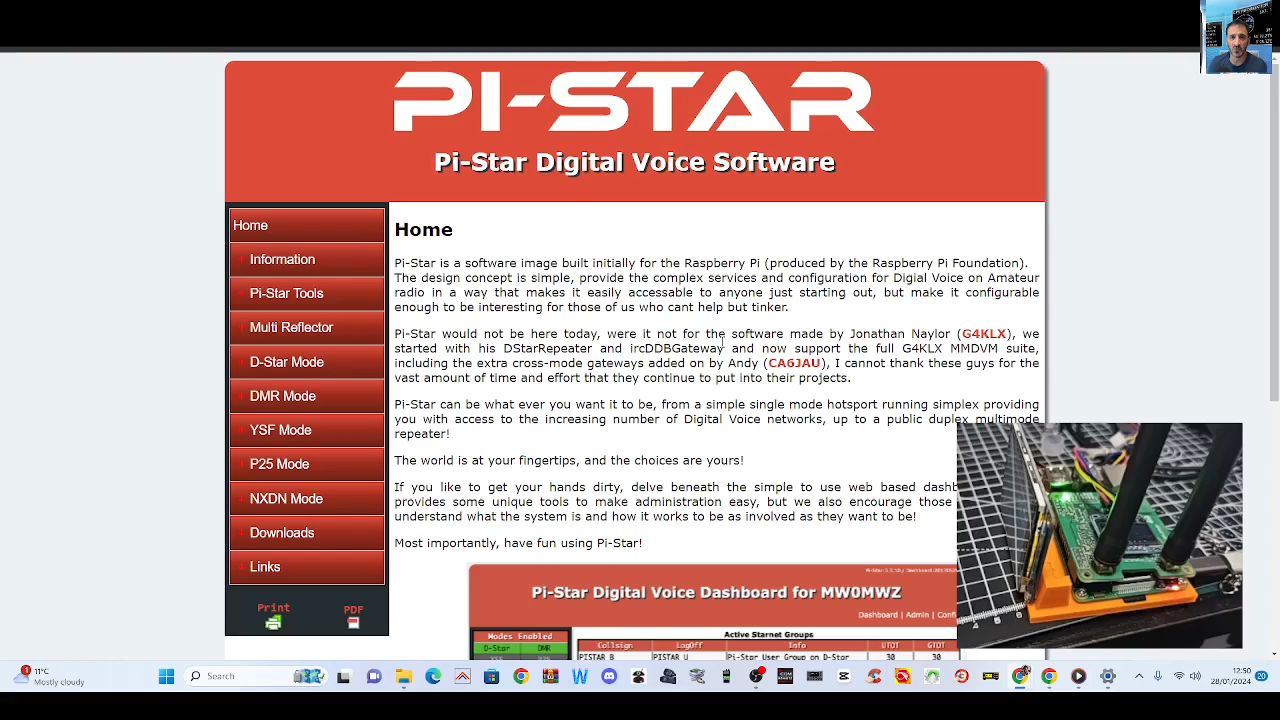 PI-STAR
Pi-Star Digital Voice Software
Home
Information
Pi-Star Tools
Multi Reflector
D-Star Mode
DMR Mode
YSF Mode
P25 Mode
NXDN Mode
Downloads
Links
Print
PDF
Home
Pi-Star is a software image built initially for the Raspberry Pi (produced by the Raspberry Pi Foundation).
The design concept is simple, provide the complex services and configuration for Digial Voice on Amateur
radio in a way that makes it easily accessable to anyone just starting out, but make it configurable
enough to be interesting for those of us who cant help but tinker.
Pi-Star would not be here today, were it not for the software made by Jonathan Naylor (G4KLX), we
started with his DStarRepeater and ircDDBGateway and now support the full G4KLX MMDVM suite,
including the extra cross-mode gateways added on by Andy (CA6JAU), I cannot thank these guys for the
vast amount of time and effort that they continue to put into their projects.
Pi-Star can be what ever you want it to be, from a simple single mode hotsport running simplex providing
you with access to the increasing number of Digital Voice networks, up to a public duplex multimode
repeater!
The world is at your fingertips, and the choices are yours!
If you like to get your hands dirty, delve beneath the simple to use web based dashb
provides some unique tools to make administration easy, but we also encourage those
understand what the system is and how it works to be as involved as they want to be!
Most importantly, have fun using Pi-Star!
Pi-Star Digital Voice Dashboard for MW0MWZ
Dashboard | Admin | Conf
Modes Enabled
D-Star DMR
Active Starnet Groups
Callsign LogOff Info UTOT GTOT
PISTAR B PISTAR U Pi-Star User Group on D-Star 30 30
4 5 6
1
11°C
Mostly cloudy
Search
12:50
28/01/2024
20